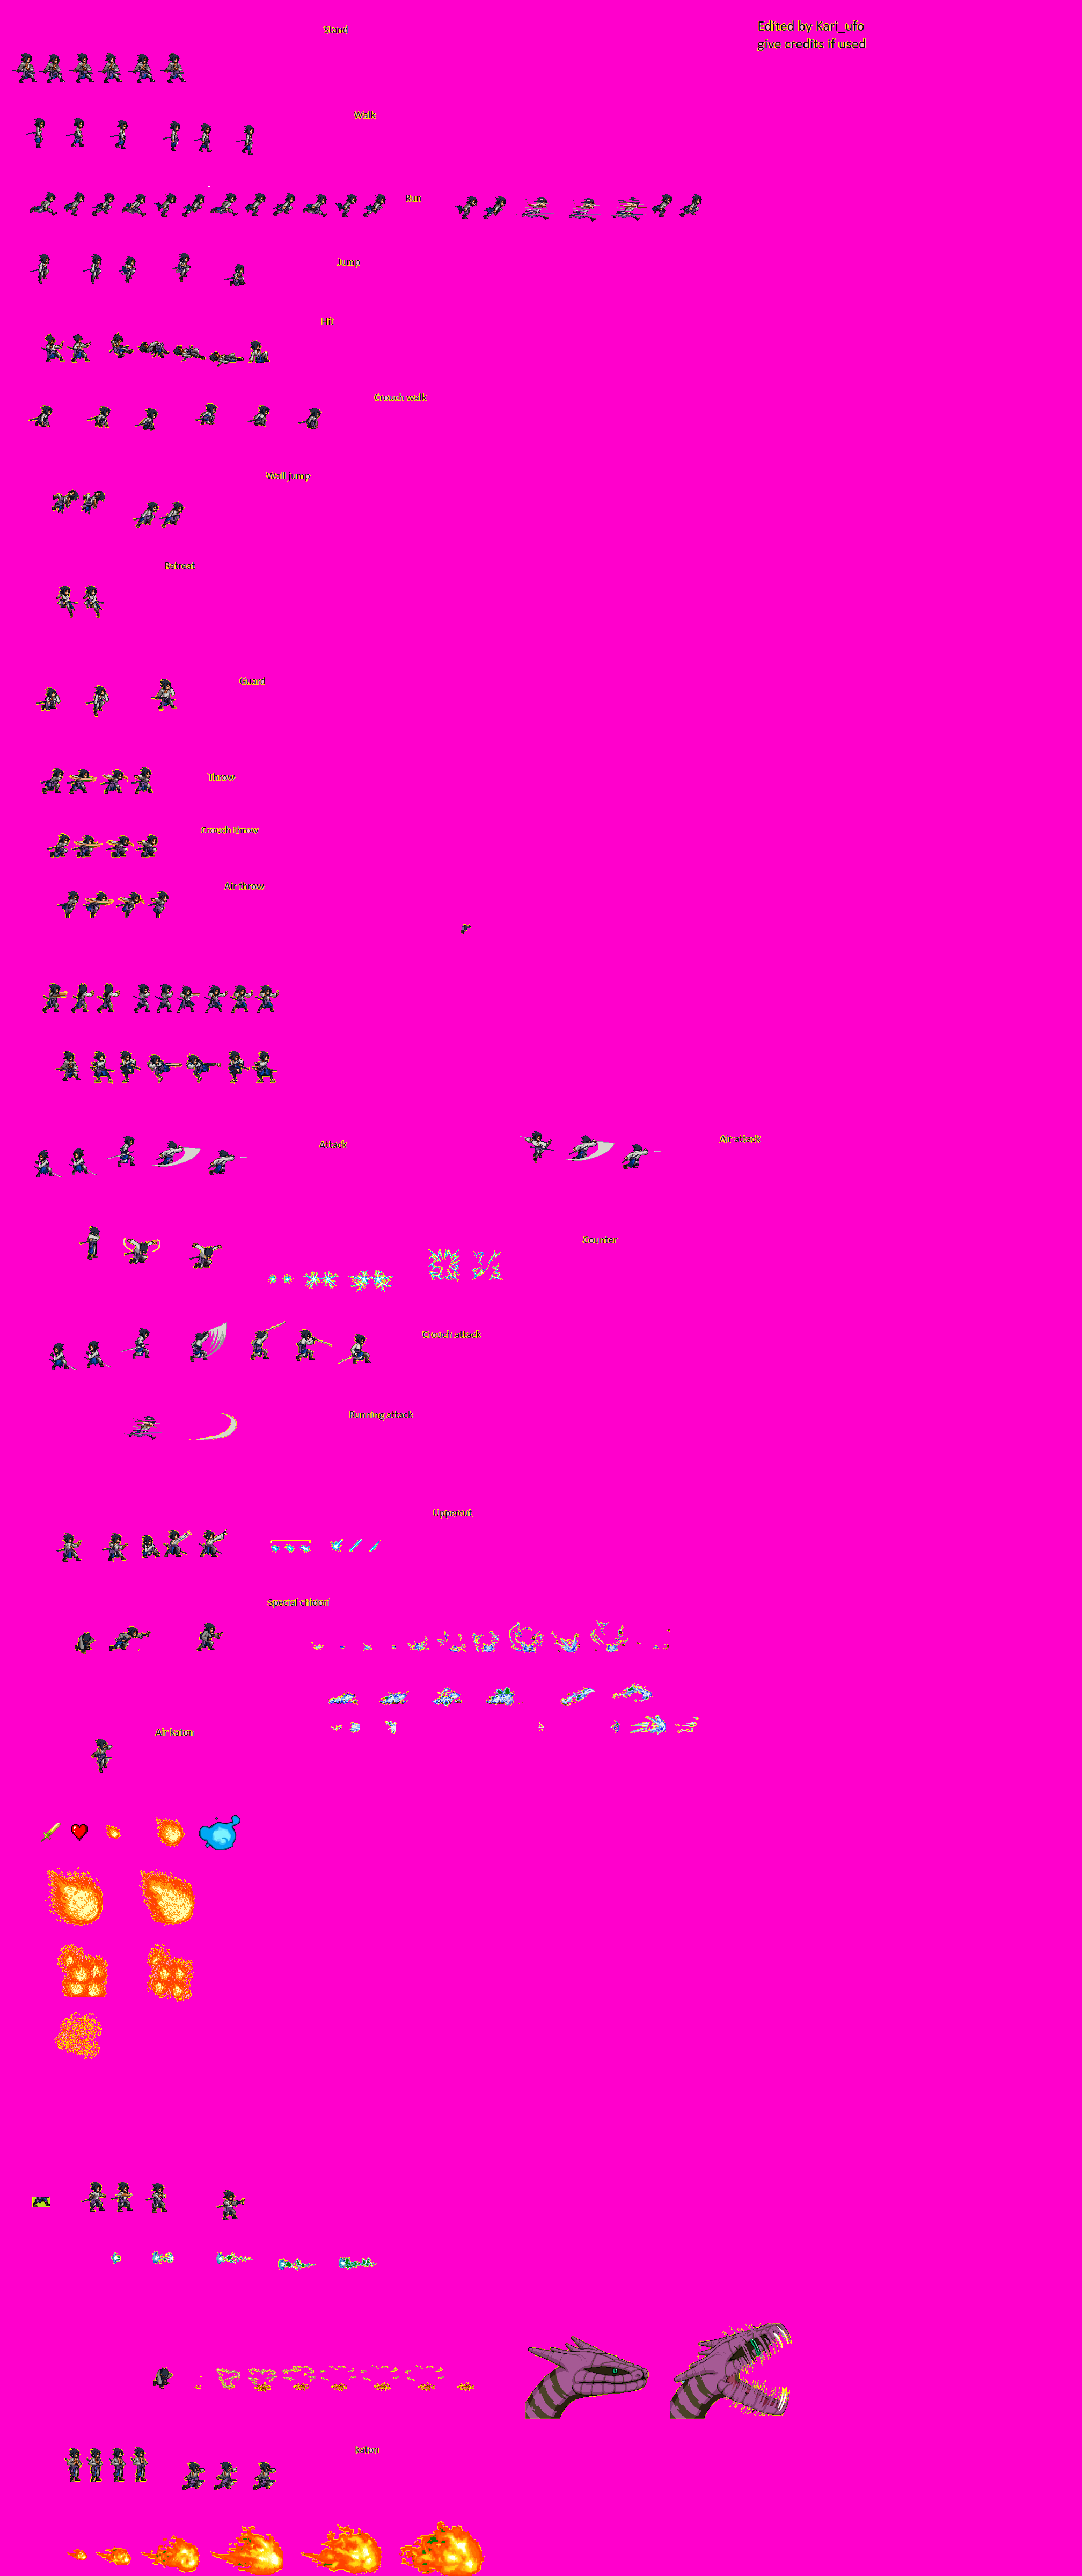 Stand
Edited by Kari_ufo
give credits if used
Walk
Run
Jump
Hit
Crouch walk
Wall jump
Retreat
Guard
Throw
Crouch throw
Air throw
Attack
Air attack
Counter
Crouch attack
Running attack
Uppercut
Special chidori
Air katon
katon